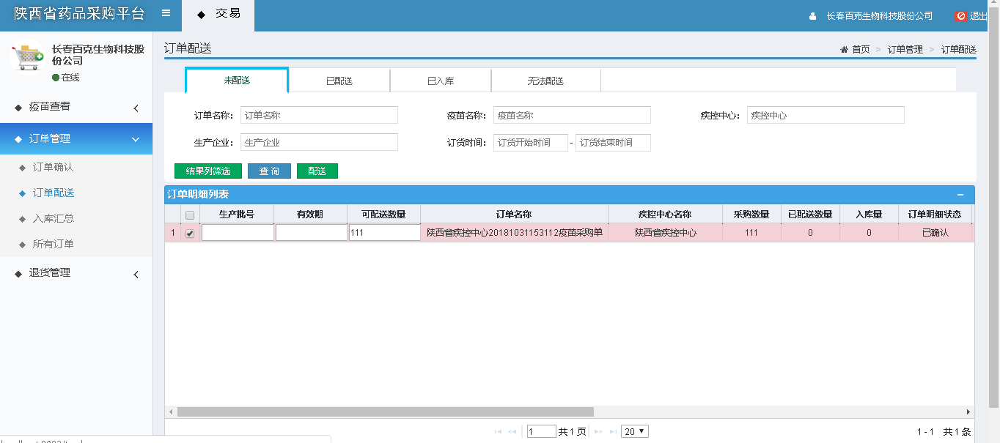 陕西省药品采购平台
交易
长春百克生物科技股份公司
退出
长春百克生物科技股份公司
在线
疫苗查看
订单管理
订单确认
订单配送
入库汇总
所有订单
退货管理
订单配送
首页 > 订单管理 > 订单配送
未配送 已配送 已入库 无法配送
订单名称: 订单名称 疫苗名称: 疫苗名称 疾控中心: 疾控中心
生产企业: 生产企业 订货时间: 订货开始时间 - 订货结束时间
结果列筛选 查 询 配送
订单明细列表
生产批号 有效期 可配送数量 订单名称 疾控中心名称 采购数量 已配送数量 入库量 订单明细状态
1 111 陕西省疾控中心20181031153112疫苗采购单 陕西省疾控中心 111 0 0 已确认
1 共 1 页 20 1 - 1 共 1 条